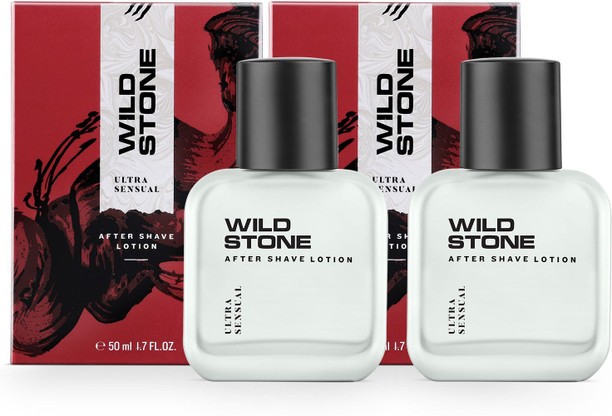 WILD
STONE
ULTRA
SENSUAL
AFTER SHAVE
LOTION
℮ 50 ml 1.7 FL.OZ.
WILD
STONE
AFTER SHAVE LOTION
ULTRA
SENSUAL
WILD
STONE
ULTRA
SENSUAL
WILD
STONE
AFTER SHAVE LOTION
ULTRA
SENSUAL